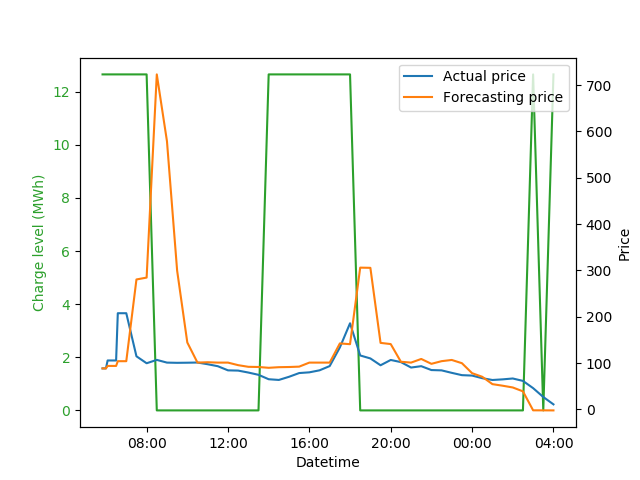 Actual price
Forecasting price
Charge level (MWh)
12
10
8
6
4
2
0
700
600
500
400
300
200
100
0
Price
08:00 12:00 16:00 20:00 00:00 04:00
Datetime